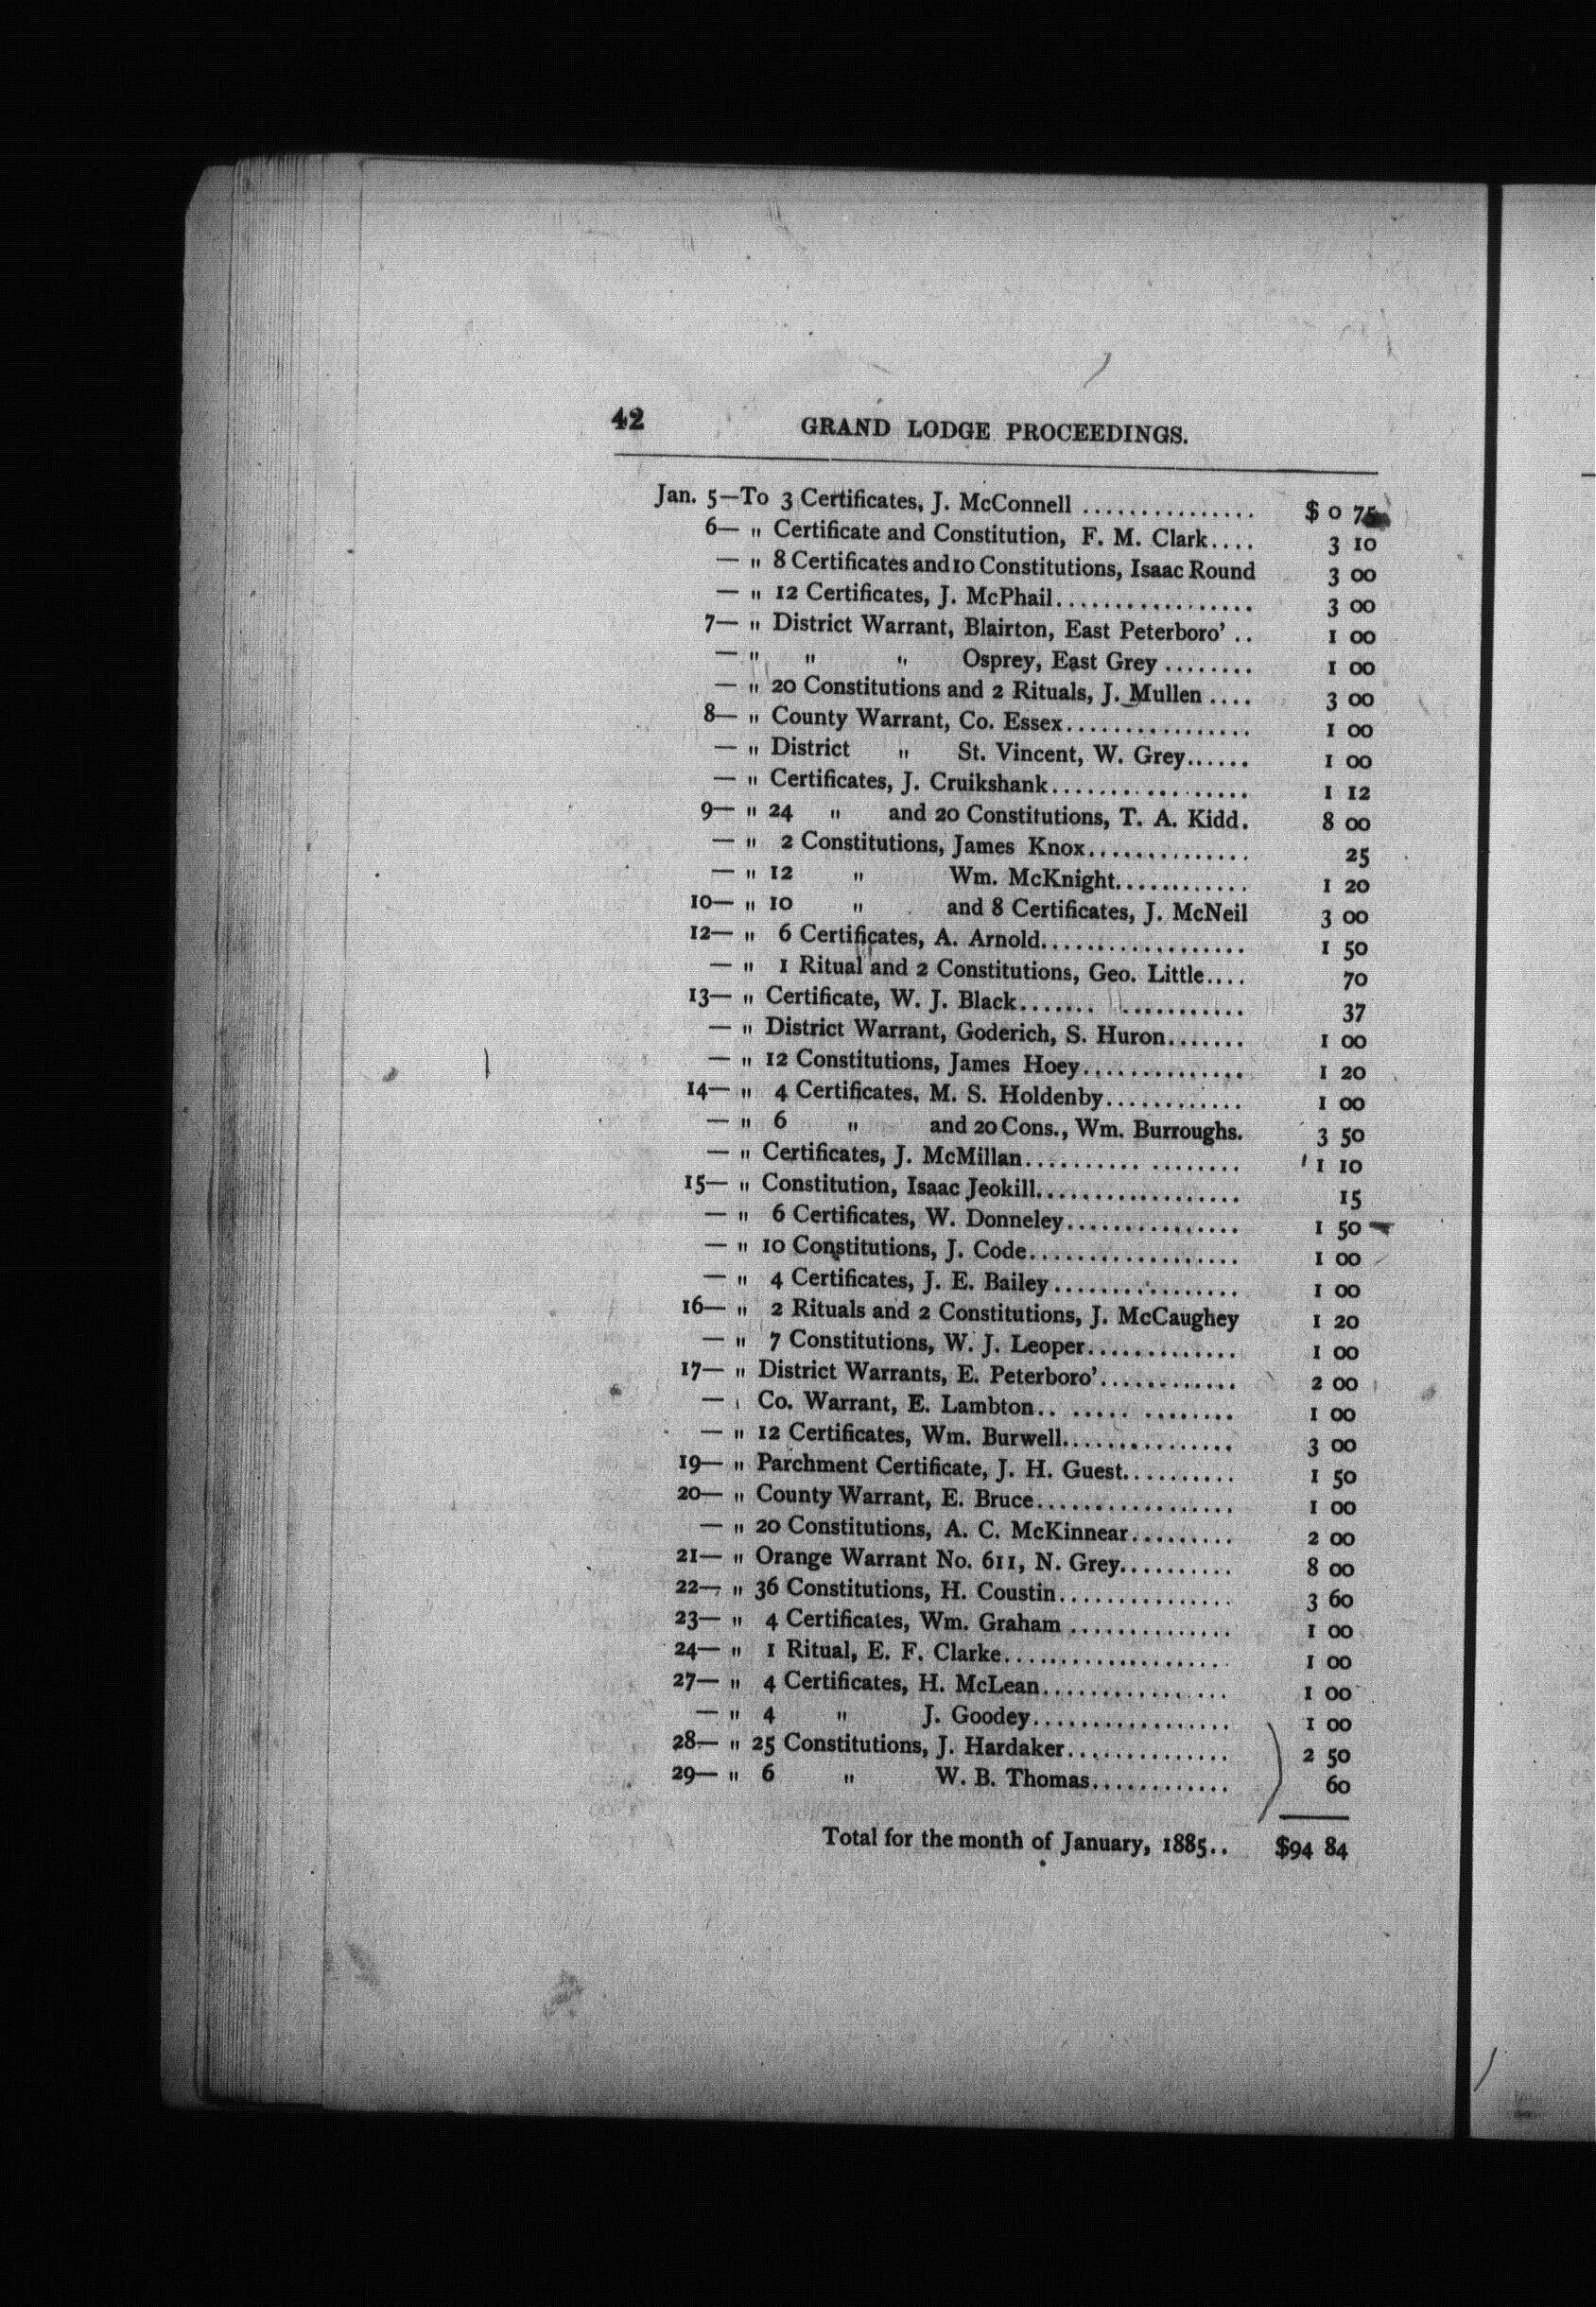 42
GRAND LODGE PROCEEDINGS.
Jan. 5—To 3 Certificates, J. McConnell ............... $ 0 75
6— „ Certificate and Constitution, F. M. Clark.... 3 10
— „ 8 Certificates and 10 Constitutions, Isaac Round 3 00
— „ 12 Certificates, J. McPhail................. 3 00
7— „ District Warrant, Blairton, East Peterboro' .. 1 00
— „ „ „ Osprey, East Grey ........ 1 00
— „ 20 Constitutions and 2 Rituals, J. Mullen .... 3 00
8— „ County Warrant, Co. Essex................ 1 00
— „ District „ St. Vincent, W. Grey...... 1 00
— „ Certificates, J. Cruikshank................. 1 12
9— „ 24 „ and 20 Constitutions, T. A. Kidd. 8 00
— „ 2 Constitutions, James Knox.............. 25
— „ 12 „ Wm. McKnight............ 1 20
10— „ 10 „ and 8 Certificates, J. McNeil 3 00
12— „ 6 Certificates, A. Arnold.................. 1 50
— „ 1 Ritual and 2 Constitutions, Geo. Little.... 70
13— „ Certificate, W. J. Black....... ........... 37
— „ District Warrant, Goderich, S. Huron....... 1 00
— „ 12 Constitutions, James Hoey.............. 1 20
14— „ 4 Certificates, M. S. Holdenby............ 1 00
— „ 6 „ and 20 Cons., Wm. Burroughs. 3 50
— „ Certificates, J. McMillan.......... ........ 1 10
15— „ Constitution, Isaac Jeokill.................. 15
— „ 6 Certificates, W. Donneley............... 1 50
— „ 10 Constitutions, J. Code................... 1 00
— „ 4 Certificates, J. E. Bailey................ 1 00
16— „ 2 Rituals and 2 Constitutions, J. McCaughey 1 20
— „ 7 Constitutions, W. J. Leoper............. 1 00
17— „ District Warrants, E. Peterboro'............ 2 00
— Co. Warrant, E. Lambton.. ...... ........ 1 00
— „ 12 Certificates, Wm. Burwell............... 3 00
19— „ Parchment Certificate, J. H. Guest.......... 1 50
20— „ County Warrant, E. Bruce................. 1 00
— „ 20 Constitutions, A. C. McKinnear......... 2 00
21— „ Orange Warrant No. 611, N. Grey.......... 8 00
22— „ 36 Constitutions, H. Coustin............... 3 60
23— „ 4 Certificates, Wm. Graham .............. 1 00
24— „ 1 Ritual, E. F. Clarke.................... 1 00
27— „ 4 Certificates, H. McLean................ 1 00
— „ 4 „ J. Goodey................. 1 00
28— „ 25 Constitutions, J. Hardaker.............. 2 50
29— „ 6 „ W. B. Thomas............ 60
Total for the month of January, 1885.. $94 84